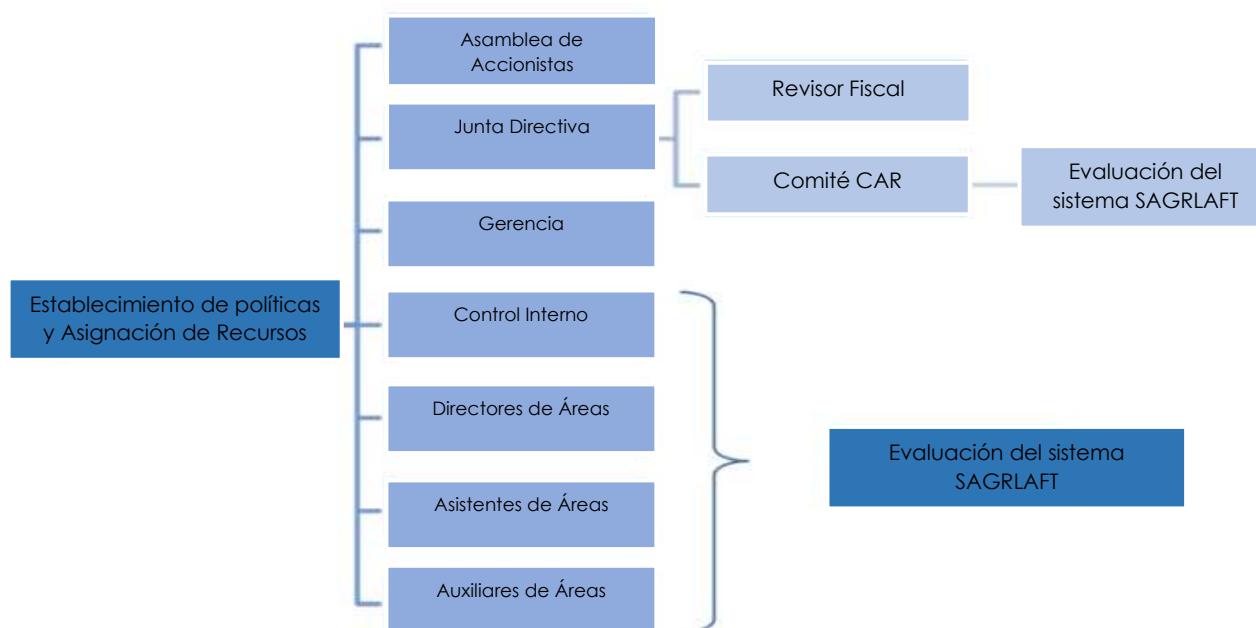 Asamblea de
Accionistas
Revisor Fiscal
Junta Directiva
Comité CAR
Evaluación del
sistema SAGRLAFT
Gerencia
Establecimiento de políticas
y Asignación de Recursos
Control Interno
Directores de Áreas
Evaluación del sistema
SAGRLAFT
Asistentes de Áreas
Auxiliares de Áreas